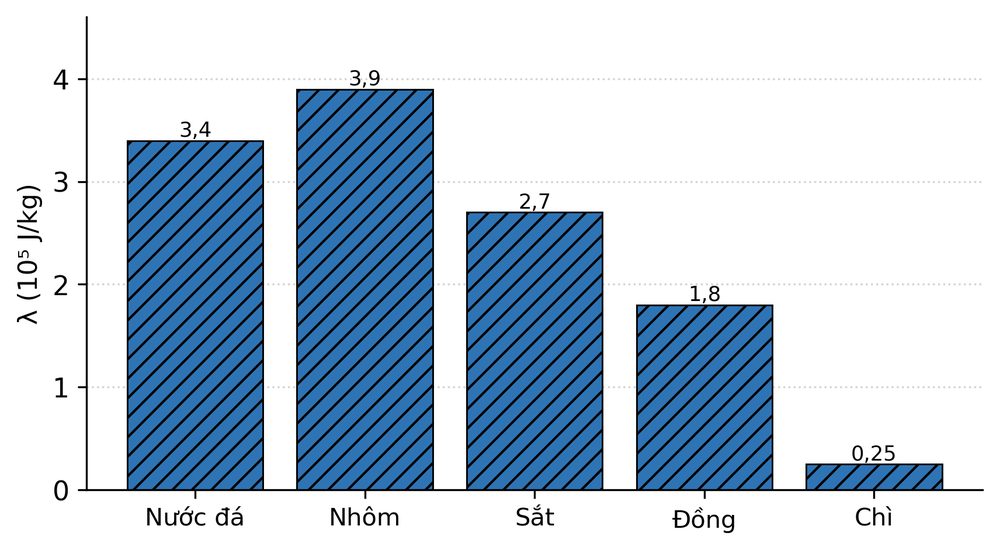 λ (10⁵ J/kg)
4
3
2
1
0
3,4
3,9
2,7
1,8
0,25
Nước đá
Nhôm
Sắt
Đồng
Chì